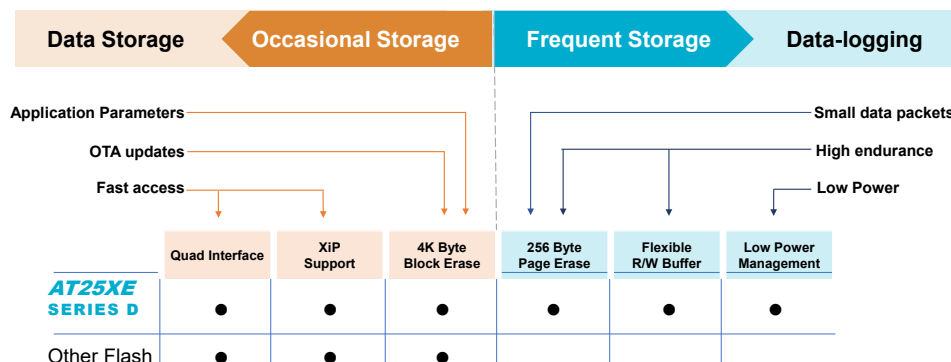 Data Storage Occasional Storage Frequent Storage Data-logging
Application Parameters Small data packets
OTA updates High endurance
Fast access Low Power
Quad Interface
XiP
Support
4K Byte
Block Erase
256 Byte
Page Erase
Flexible
R/W Buffer
Low Power
Management
AT25XE
SERIES D ● ● ● ● ● ●
Other Flash ● ● ●